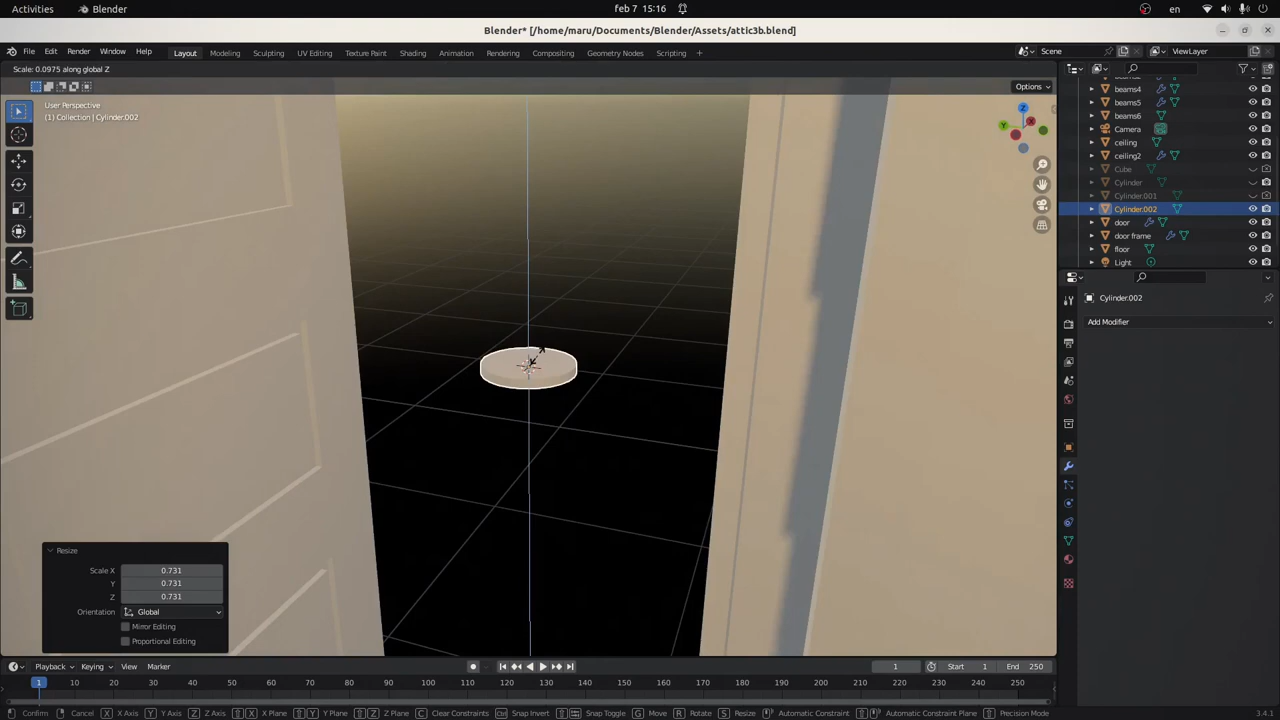 Activities Blender feb 7 15:16 en
Blender* [/home/maru/Documents/Blender/Assets/attic3b.blend]
File Edit Render Window Help Layout Modeling Sculpting UV Editing Texture Paint Shading Animation Rendering Compositing Geometry Nodes Scripting + Scene ViewLayer
Scale: 0.0975 along global Z
Options
User Perspective
(1) Collection | Cylinder.002
Z
Y
X
beams4
beams5
beams6
Camera
ceiling
ceiling2
Cube
Cylinder
Cylinder.001
Cylinder.002
door
door frame
floor
Light
Cylinder.002
Add Modifier
Resize
Scale X 0.731
Y 0.731
Z 0.731
Orientation Global
Mirror Editing
Proportional Editing
Playback Keying View Marker 1 Start 1 End 250
1 10 20 30 40 50 60 70 80 90 100 110 120 130 140 150 160 170 180 190 200 210 220 230 240 250
Confirm Cancel X X Axis Y Y Axis Z Z Axis X X Plane Y Y Plane Z Z Plane C Clear Constraints Snap Invert Snap Toggle G Move R Rotate S Resize Automatic Constraint Automatic Constraint Plane Precision Mode 3.4.1